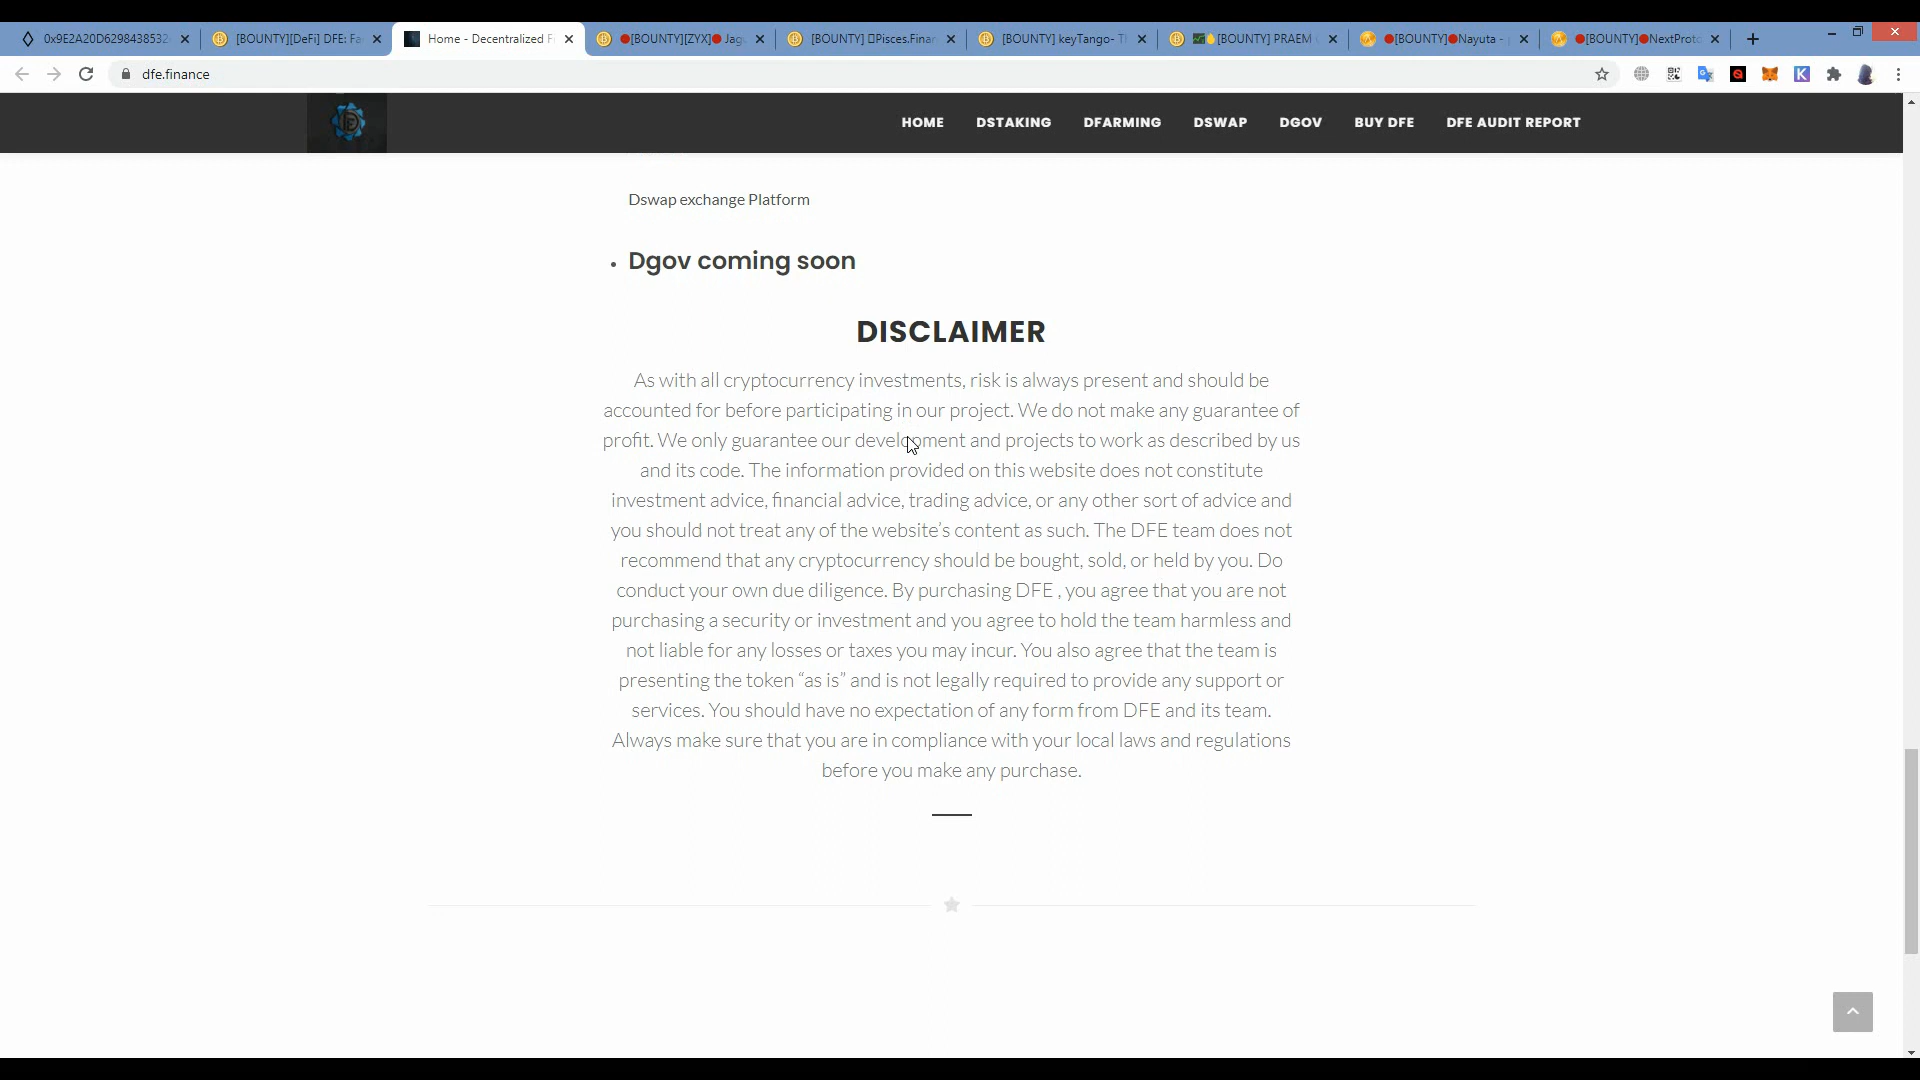 0x9E2A20D6298438532
[BOUNTY][DeFi] DFE: Fa
Home - Decentralized F
[BOUNTY][ZYX] Jag
[BOUNTY] Pisces.Finan
[BOUNTY] keyTango- T
[BOUNTY] PRAEM
[BOUNTY] Nayuta -
[BOUNTY] NextProto
dfe.finance
HOME DSTAKING DFARMING DSWAP DGOV BUY DFE DFE AUDIT REPORT
Dswap exchange Platform
• Dgov coming soon
DISCLAIMER
As with all cryptocurrency investments, risk is always present and should be
accounted for before participating in our project. We do not make any guarantee of
profit. We only guarantee our development and projects to work as described by us
and its code. The information provided on this website does not constitute
investment advice, financial advice, trading advice, or any other sort of advice and
you should not treat any of the website’s content as such. The DFE team does not
recommend that any cryptocurrency should be bought, sold, or held by you. Do
conduct your own due diligence. By purchasing DFE , you agree that you are not
purchasing a security or investment and you agree to hold the team harmless and
not liable for any losses or taxes you may incur. You also agree that the team is
presenting the token “as is” and is not legally required to provide any support or
services. You should have no expectation of any form from DFE and its team.
Always make sure that you are in compliance with your local laws and regulations
before you make any purchase.